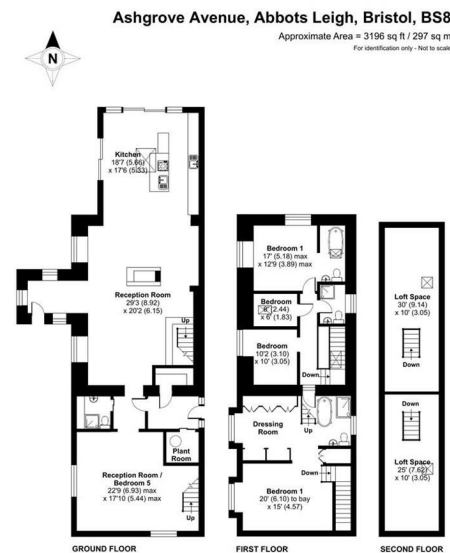 Ashgrove Avenue, Abbots Leigh, Bristol, BS8
Approximate Area = 3196 sq ft / 297 sq m
For identification only - Not to scale
N
Kitchen
18'7 (5.66)
x 17'6 (5.33)
Reception Room
29'3 (8.92)
x 20'2 (6.15)
Up
Plant
Room
Reception Room /
Bedroom 5
22'9 (6.93) max
x 17'10 (5.44) max
Up
GROUND FLOOR
Bedroom 1
17' (5.18) max
x 12'9 (3.89) max
Bedroom
8' (2.44)
x 6' (1.83)
Bedroom
10'2 (3.10)
x 10' (3.05)
Down
Up
Dressing
Room
Down
Bedroom 1
20' (6.10) to bay
x 15' (4.57)
FIRST FLOOR
Loft Space
30' (9.14)
x 10' (3.05)
Down
Down
Loft Space
25' (7.62)
x 10' (3.05)
SECOND FLOOR